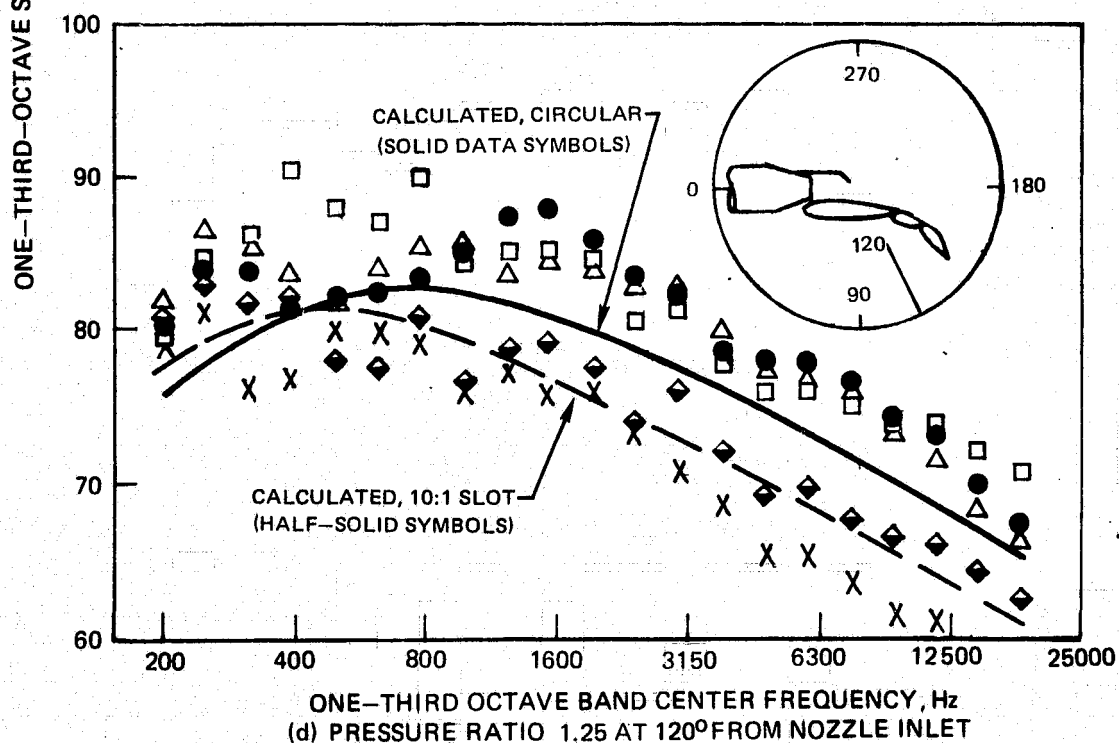 ONE–THIRD–OCTAVE S
100
90
80
70
60
CALCULATED, CIRCULAR
(SOLID DATA SYMBOLS)
CALCULATED, 10:1 SLOT
(HALF–SOLID SYMBOLS)
270
0
180
120
90
200 400 800 1600 3150 6300 12500 25000
ONE–THIRD OCTAVE BAND CENTER FREQUENCY, Hz
(d) PRESSURE RATIO 1.25 AT 120° FROM NOZZLE INLET